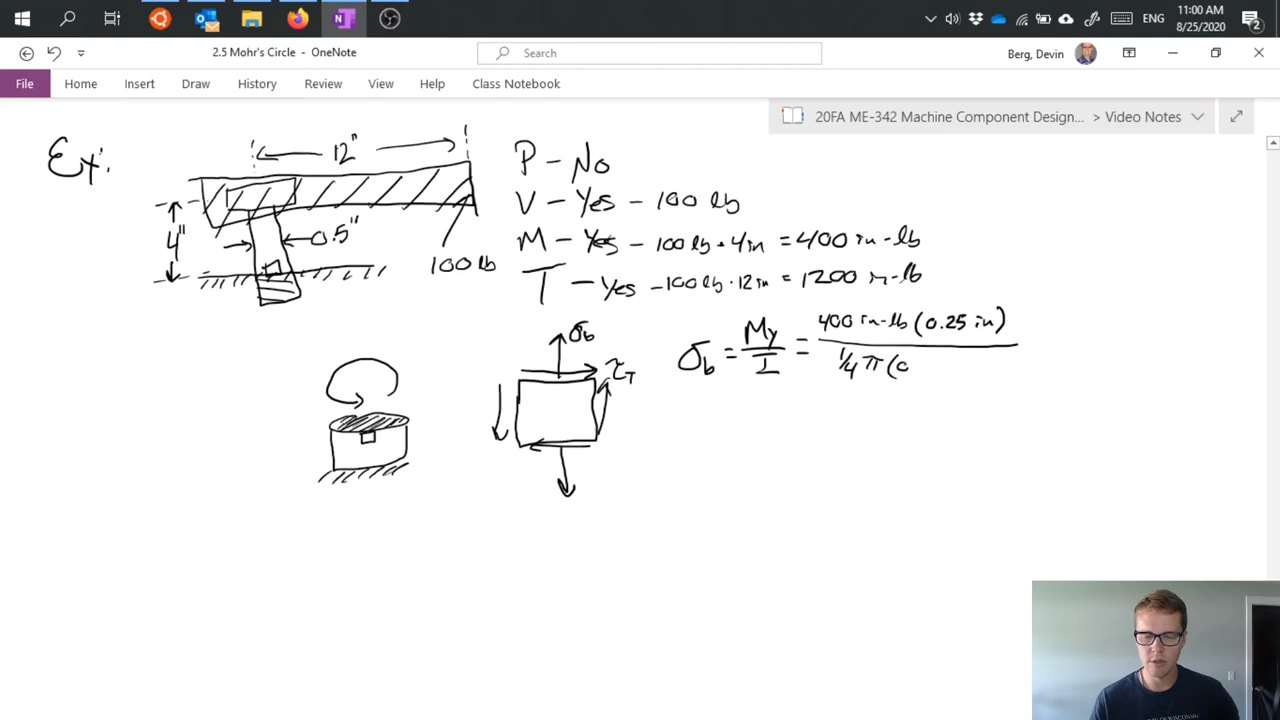 11:00 AM
ENG
8/25/2020
2
2.5 Mohr's Circle - OneNote
Search
Berg, Devin
File Home Insert Draw History Review View Help Class Notebook
20FA ME-342 Machine Component Design... > Video Notes
Ex:
12"
4"
0.5"
100 lb
P - No
V - Yes - 100 lb
M - Yes - 100 lb · 4 in = 400 in-lb
T - Yes - 100 lb · 12 in = 1200 in-lb
σb
τT
σb = My/I = 400 in-lb (0.25 in) / ¼ π (0